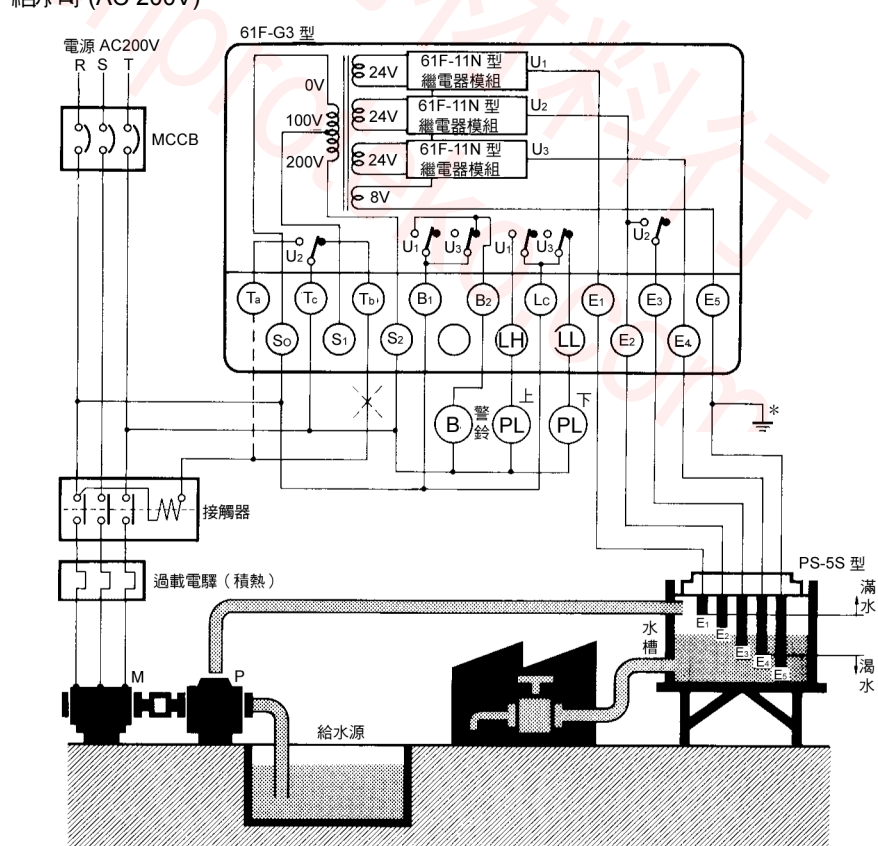 給水時 (AC 200V)
電源 AC200V
R S T
MCCB
61F-G3 型
0V
100V
200V
24V
61F-11N 型
繼電器模組
U1
24V
61F-11N 型
繼電器模組
U2
24V
61F-11N 型
繼電器模組
U3
8V
U2
U1 U3
U1 U3
U2
Ta Tc Tb B1 B2 Lc E1 E3 E5
S0 S1 S2 LH LL E2 E4
B 警鈴
PL 上
PL 下
*
接觸器
過載電驛（積熱）
PS-5S 型
滿水
渴水
水槽
E1
E2
E3
E4
E5
M
P
給水源